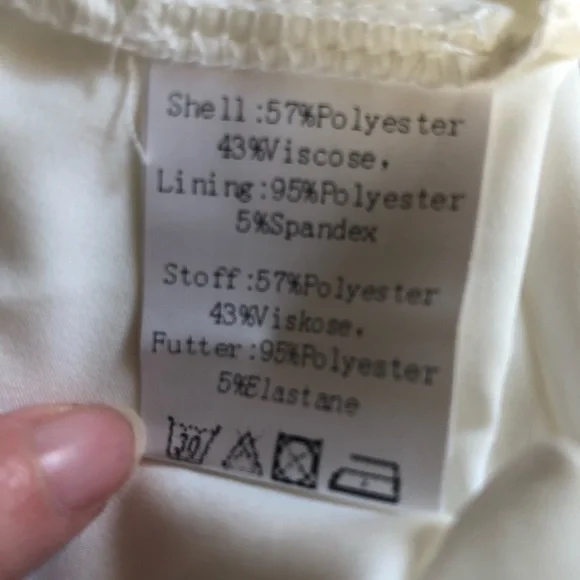 Shell:57%Polyester
43%Viscose,
Lining:95%Polyester
5%Spandex
Stoff:57%Polyester
43%Viskose,
Futter:95%Polyester
5%Elastane
30